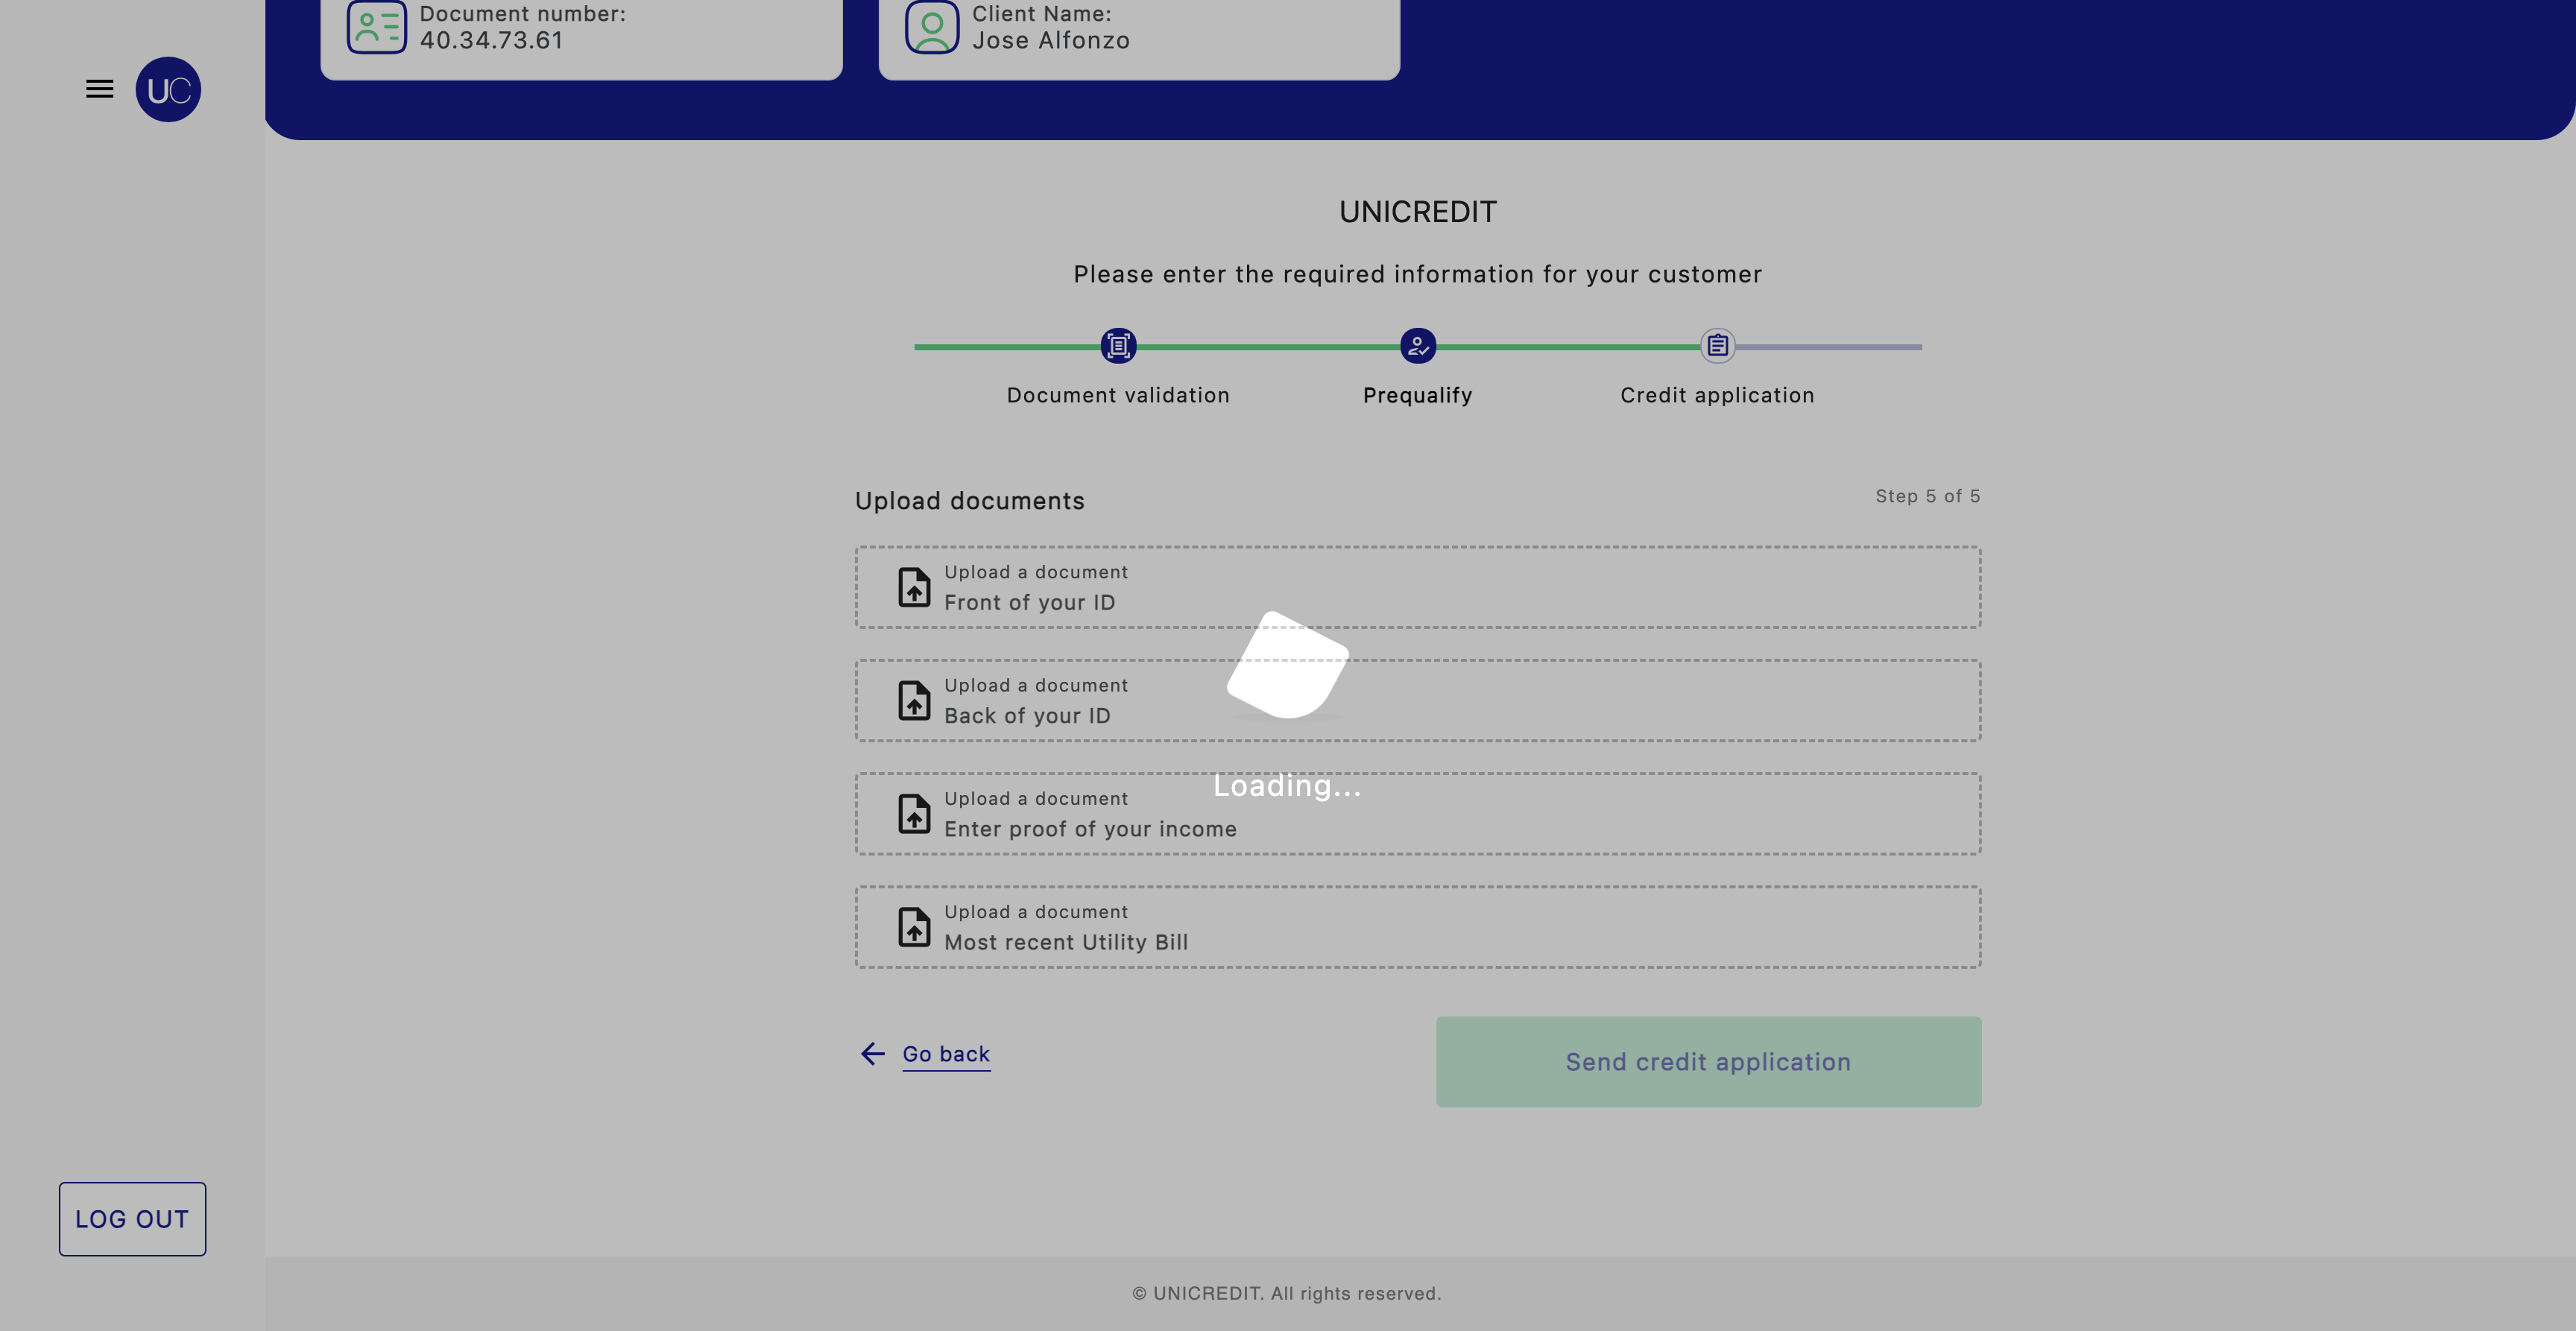 Document number:
40.34.73.61
Client Name:
Jose Alfonzo
UC
UNICREDIT
Please enter the required information for your customer
Document validation
Prequalify
Credit application
Upload documents
Step 5 of 5
Upload a document
Front of your ID
Upload a document
Back of your ID
Loading...
Upload a document
Enter proof of your income
Upload a document
Most recent Utility Bill
Go back
Send credit application
LOG OUT
© UNICREDIT. All rights reserved.